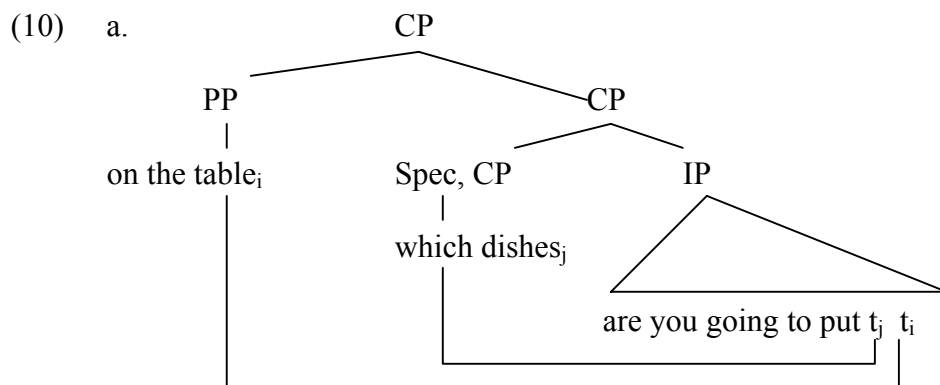 (10) a. CP
PP CP
on the tableᵢ Spec, CP IP
which dishesⱼ
are you going to put tⱼ tᵢ